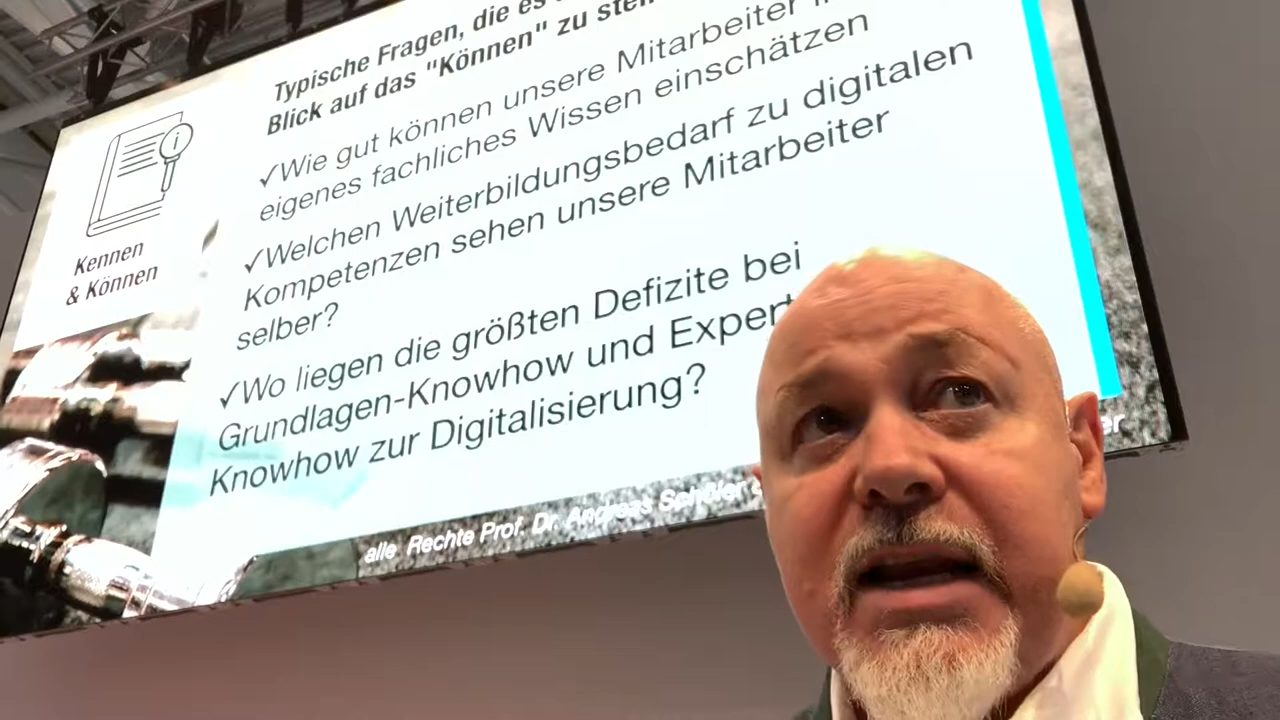 Typische Fragen, die es
Blick auf das "Können" zu
Wie gut können unsere Mitarbeiter
eigenes fachliches Wissen einschätzen
Welchen Weiterbildungsbedarf zu digitalen
Kompetenzen sehen unsere Mitarbeiter
selber?
Wo liegen die größten Defizite bei
Grundlagen-Knowhow und
Knowhow zur Digitalisierung?
Kennen
& Können
alle Rechte Prof. Dr. Andreas